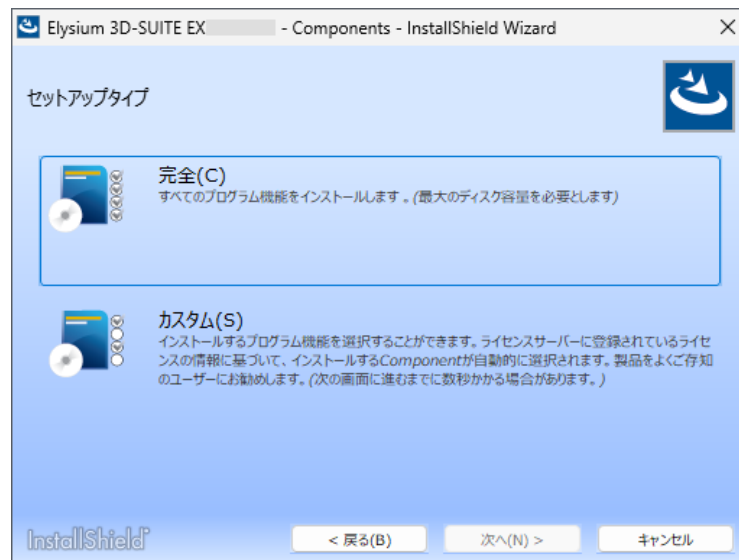 Elysium 3D-SUITE EX - Components - InstallShield Wizard
セットアップタイプ
完全(C)
すべてのプログラム機能をインストールします。(最大のディスク容量を必要とします)
カスタム(S)
インストールするプログラム機能を選択することができます。ライセンスサーバーに登録されているライセ
ンスの情報に基づいて、インストールするComponentが自動的に選択されます。製品をよくご存知
のユーザーにお勧めします。(次の画面に進むまでに数秒かかる場合があります。)
InstallShield
< 戻る(B)
次へ(N) >
キャンセル